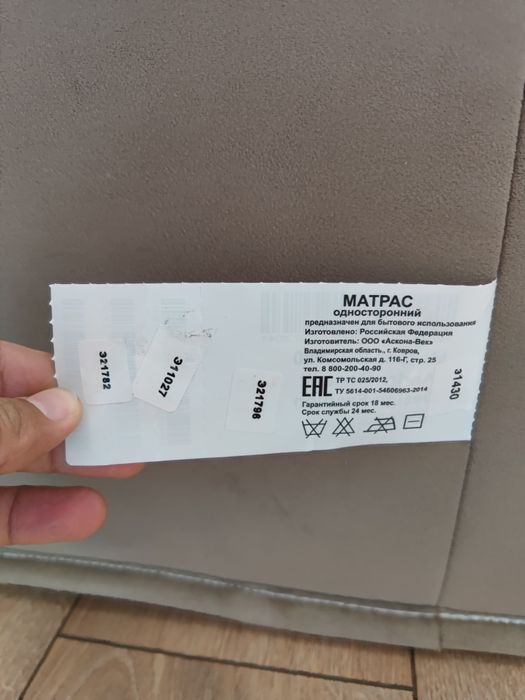 МАТРАС
односторонний
предназначен для бытового использования
Изготовлено: Российская Федерация
Изготовитель: ООО «Аскона-Век»
Владимирская область, г. Ковров,
ул. Комсомольская д. 116-Г, стр. 25
тел. 8 800-200-40-90
ЕАС ТР ТС 025/2012,
ТУ 5614-001-54606963-2014
Гарантийный срок 18 мес.
Срок службы 24 мес.
321782
311027
321796
31430